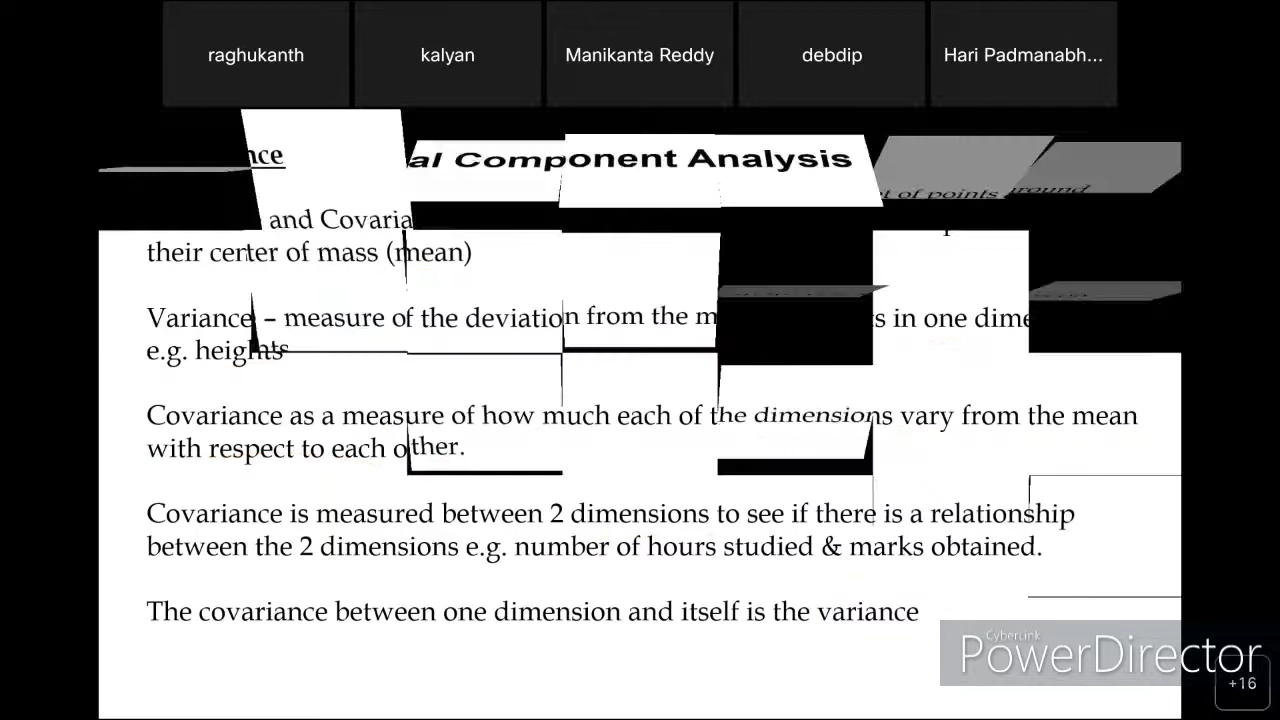 raghukanth kalyan Manikanta Reddy debdip Hari Padmanabh...
nce
al Component Analysis
t of points around
and Covaria
their center of mass (mean)
Variance – measure of the deviation from the m s in one dime
e.g. heights
Covariance as a measure of how much each of the dimensions vary from the mean
with respect to each other.
Covariance is measured between 2 dimensions to see if there is a relationship
between the 2 dimensions e.g. number of hours studied & marks obtained.
The covariance between one dimension and itself is the variance
CyberLink
PowerDirector
+16